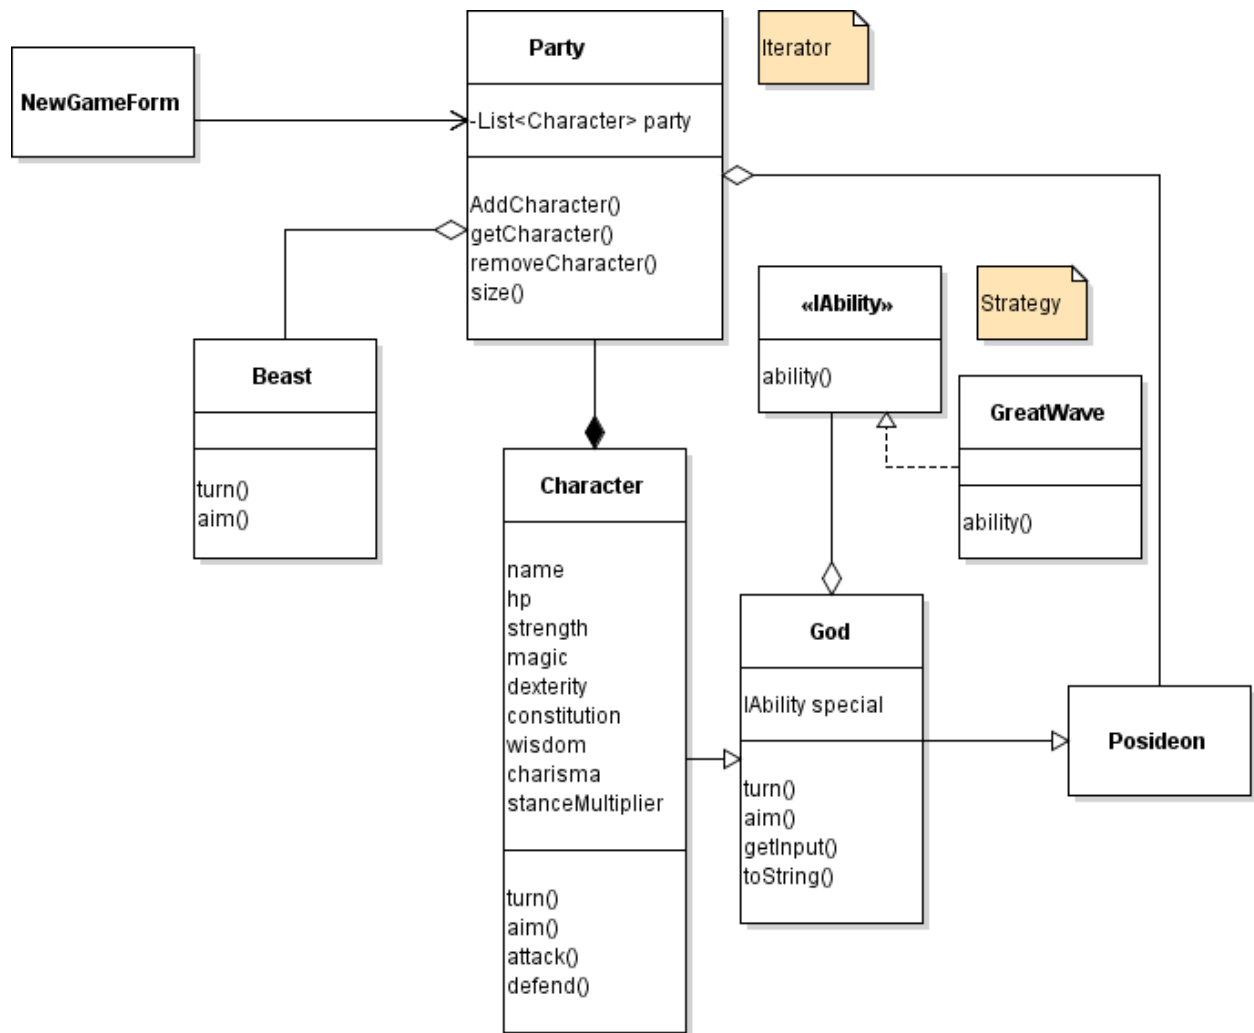 NewGameForm
Party
-List<Character> party
AddCharacter()
getCharacter()
removeCharacter()
size()
Iterator
«IAbility»
ability()
Strategy
GreatWave
ability()
Beast
turn()
aim()
Character
name
hp
strength
magic
dexterity
constitution
wisdom
charisma
stanceMultiplier
turn()
aim()
attack()
defend()
God
IAbility special
turn()
aim()
getInput()
toString()
Posideon